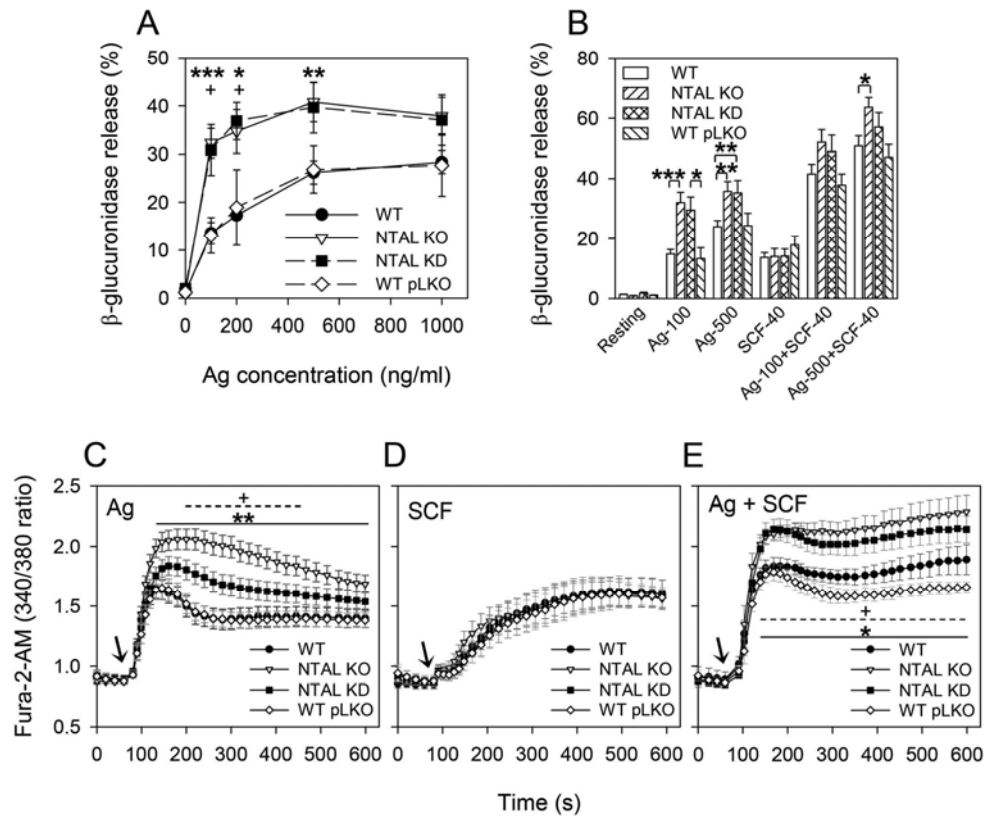 A
β-glucuronidase release (%)
50
40
30
20
10
0
*** * **
+ +
WT
NTAL KO
NTAL KD
WT pLKO
0 200 400 600 800 1000
Ag concentration (ng/ml)
B
β-glucuronidase release (%)
80
60
40
20
0
WT
NTAL KO
NTAL KD
WT pLKO
*** *
**
**
*
Resting
Ag-100
Ag-500
SCF-40
Ag-100+SCF-40
Ag-500+SCF-40
Fura-2-AM (340/380 ratio)
C
2.5
2.0
1.5
1.0
0.5
Ag
+
**
WT
NTAL KO
NTAL KD
WT pLKO
0 100 200 300 400 500 600
D
SCF
WT
NTAL KO
NTAL KD
WT pLKO
0 100 200 300 400 500 600
E
Ag + SCF
+
*
WT
NTAL KO
NTAL KD
WT pLKO
0 100 200 300 400 500 600
Time (s)